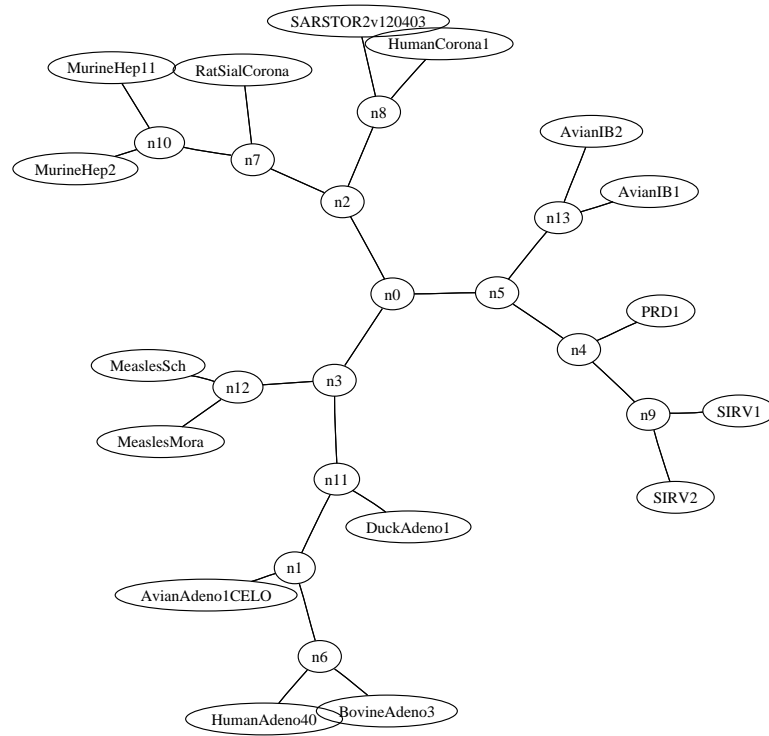 SARSTOR2v120403
HumanCorona1
MurineHep11
RatSialCorona
n8
AvianIB2
n10
n7
MurineHep2
AvianIB1
n2
n13
n0
n5
PRD1
n4
MeaslesSch
n3
n12
SIRV1
n9
MeaslesMora
n11
SIRV2
DuckAdeno1
n1
AvianAdeno1CELO
n6
BovineAdeno3
HumanAdeno40